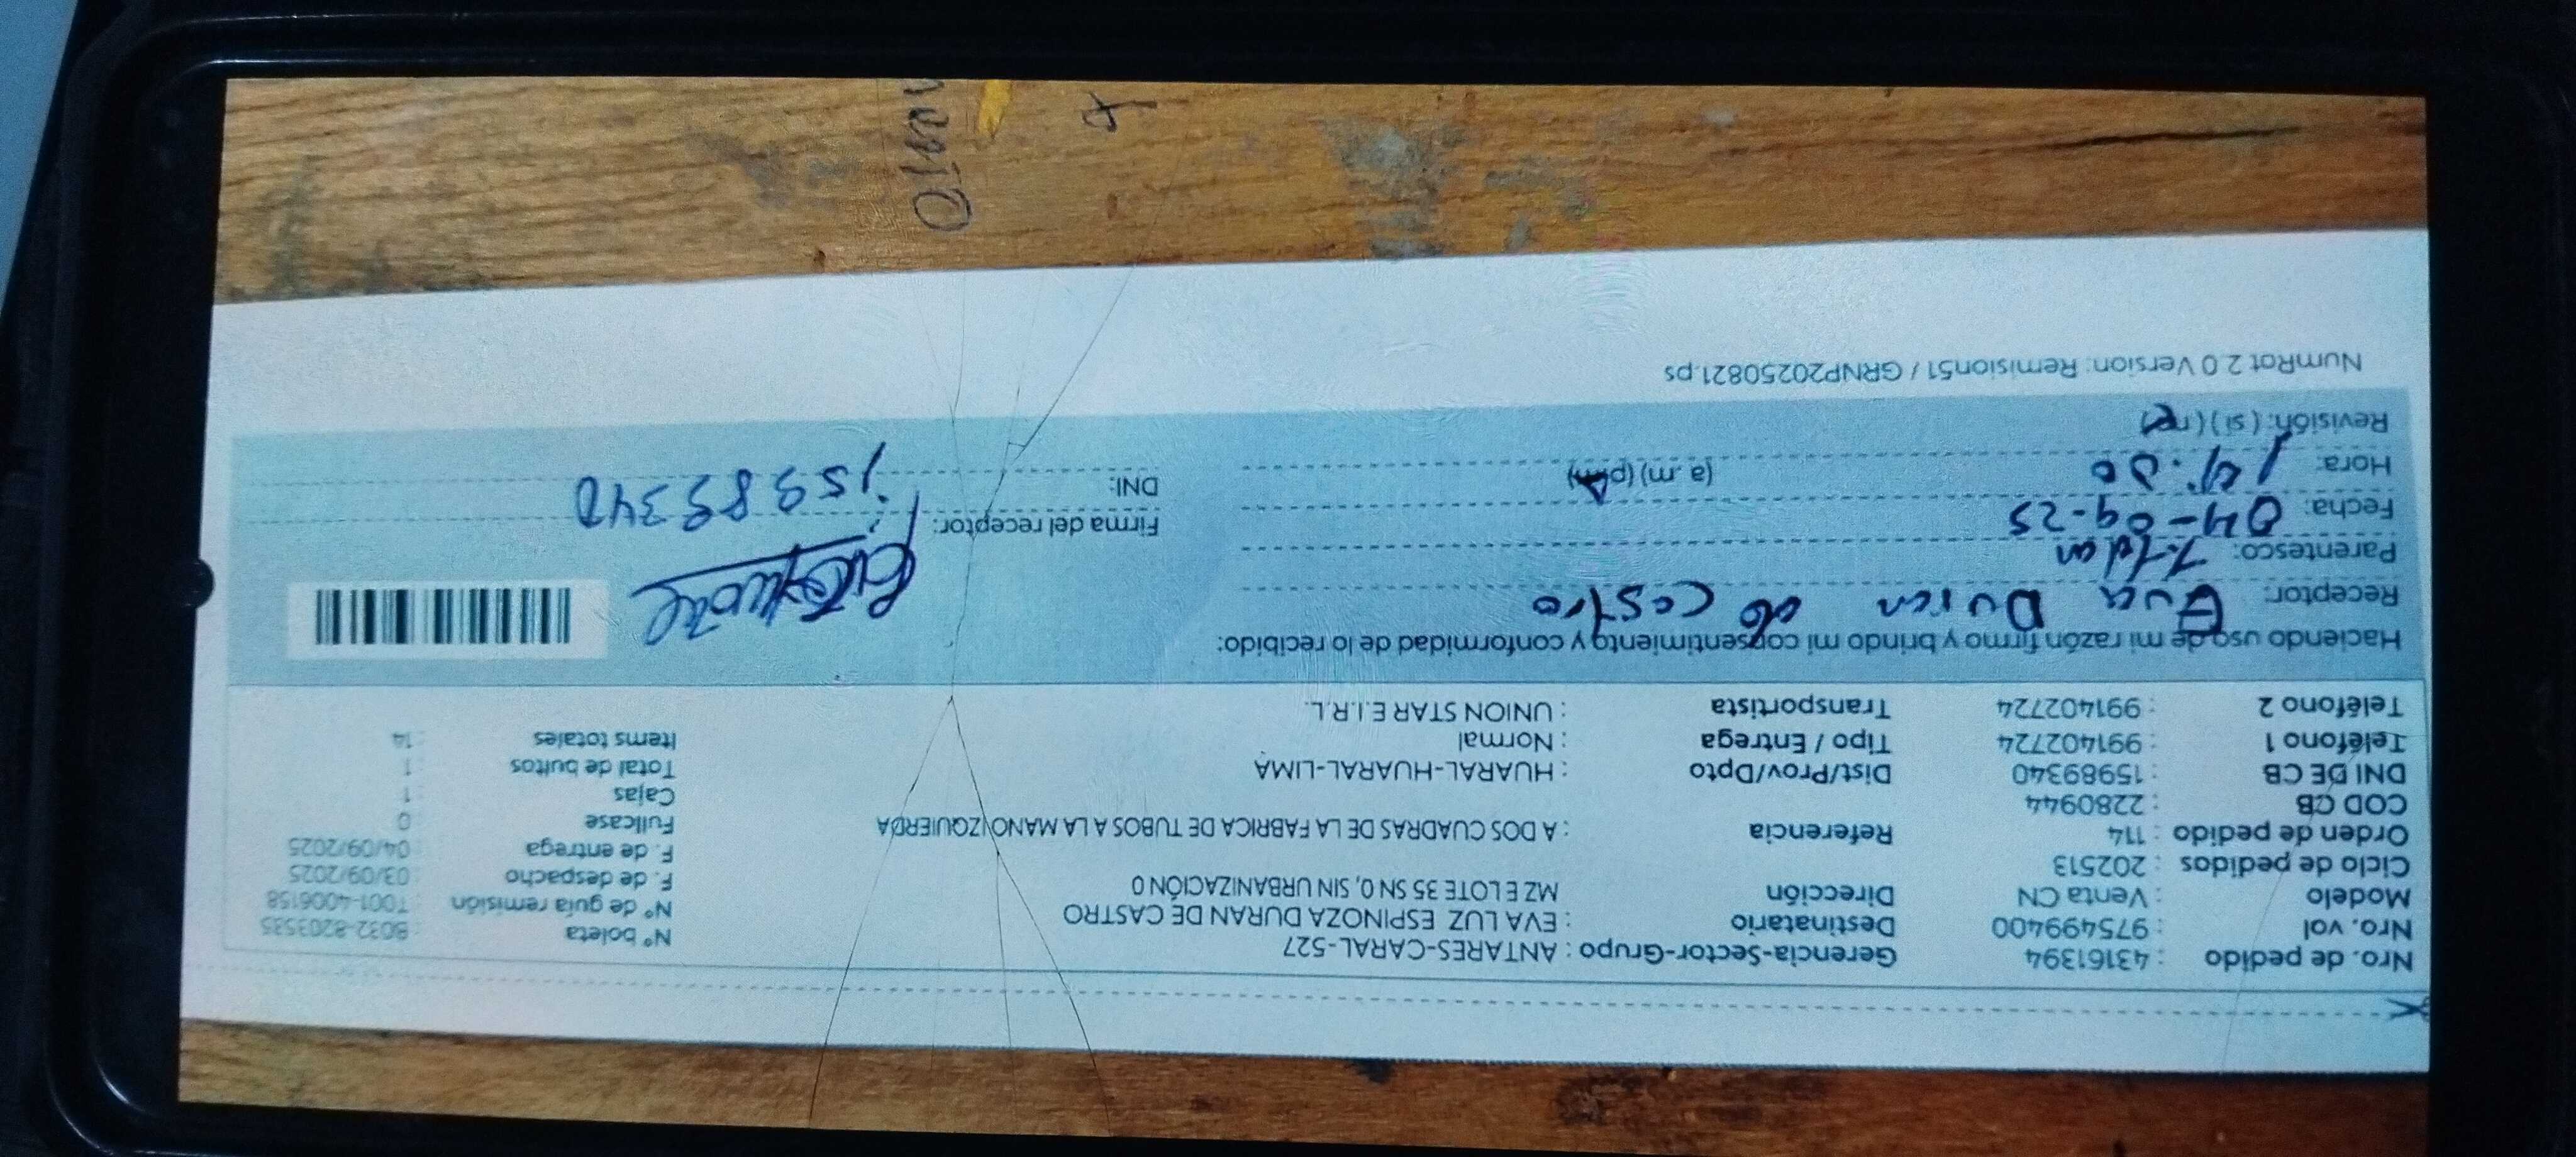 Nro. de pedido : 43161394 Gerencia-Sector-Grupo : ANTARES-CARAL-527
Nro. vol : 975499400 Destinatario : EVA LUZ ESPINOZA DURAN DE CASTRO Nº boleta : B032-8203535
Modelo : Venta CN Dirección MZ E LOTE 35 SN 0, SIN URBANIZACIÓN 0 Nº de guia remisión : T001-4006158
Ciclo de pedidos : 202513 F. de despacho : 03/09/2025
Orden de pedido : 114 Referencia : A DOS CUADRAS DE LA FABRICA DE TUBOS A LA MANO IZQUIERDA F. de entrega : 04/09/2025
COD CB : 2280944 Fullcase : 0
DNI DE CB : 15989340 Dist/Prov/Dpto : HUARAL-HUARAL-LIMA Cajas : 1
Teléfono 1 : 991402724 Tipo / Entrega : Normal Total de bultos : 1
Teléfono 2 : 991402724 Transportista : UNION STAR E.I.R.L. Items totales : 14
Haciendo uso de mi razón firmo y brindo mi consentimiento y conformidad de lo recibido:
Receptor: Eva Duran de Castro
Parentesco:
Fecha: 04-09-25 Firma del receptor:
Hora: (a .m) (p.m) DNI: 15989340
Revisión: ( si ) ( no )
NumRot 2.0 Version: Remision51 / GRNP20250821.ps